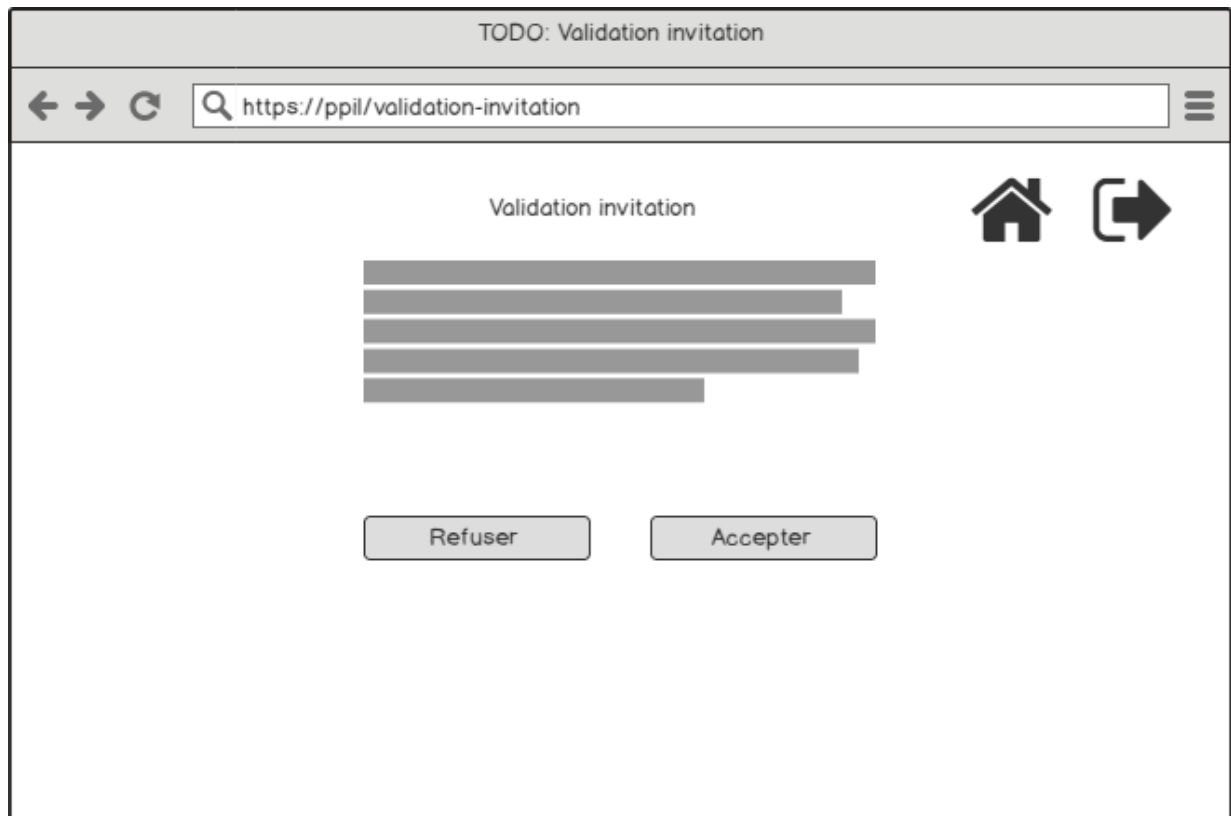 TODO: Validation invitation
https://ppil/validation-invitation
Validation invitation
Refuser
Accepter